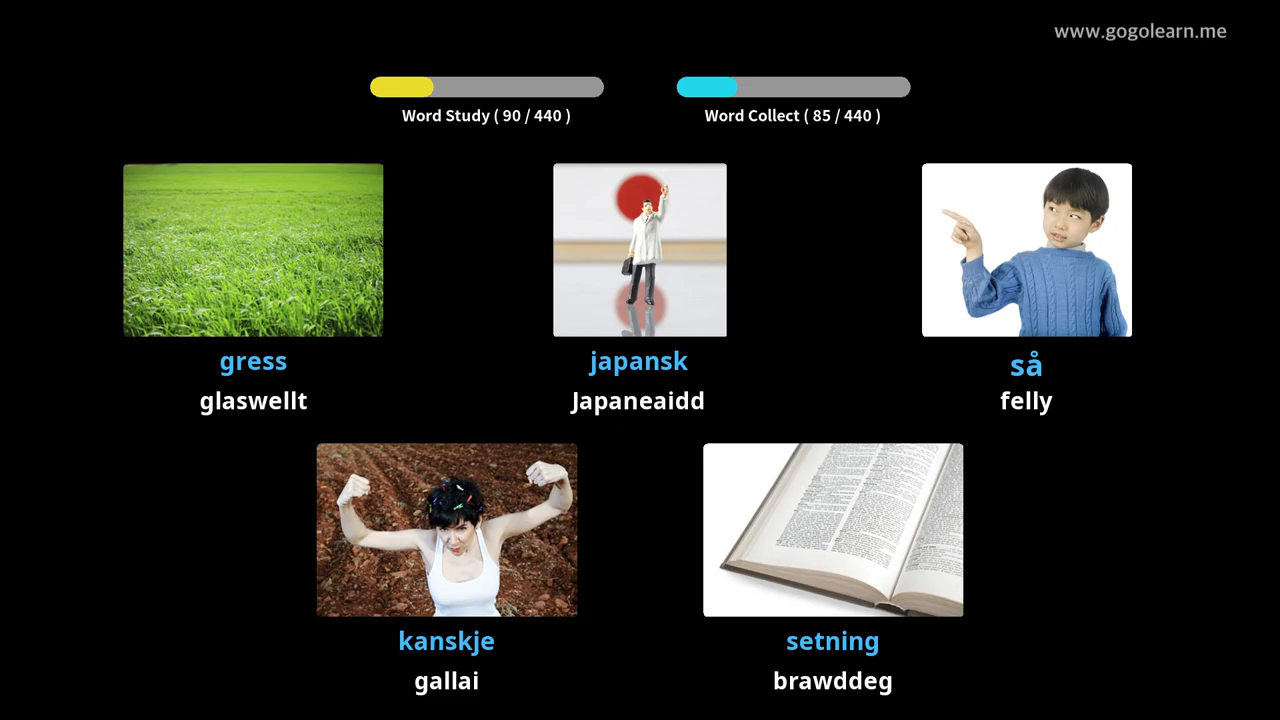 www.gogolearn.me
Word Study ( 90 / 440 )
Word Collect ( 85 / 440 )
gress
glaswellt
japansk
Japaneaidd
så
felly
kanskje
gallai
setning
brawddeg